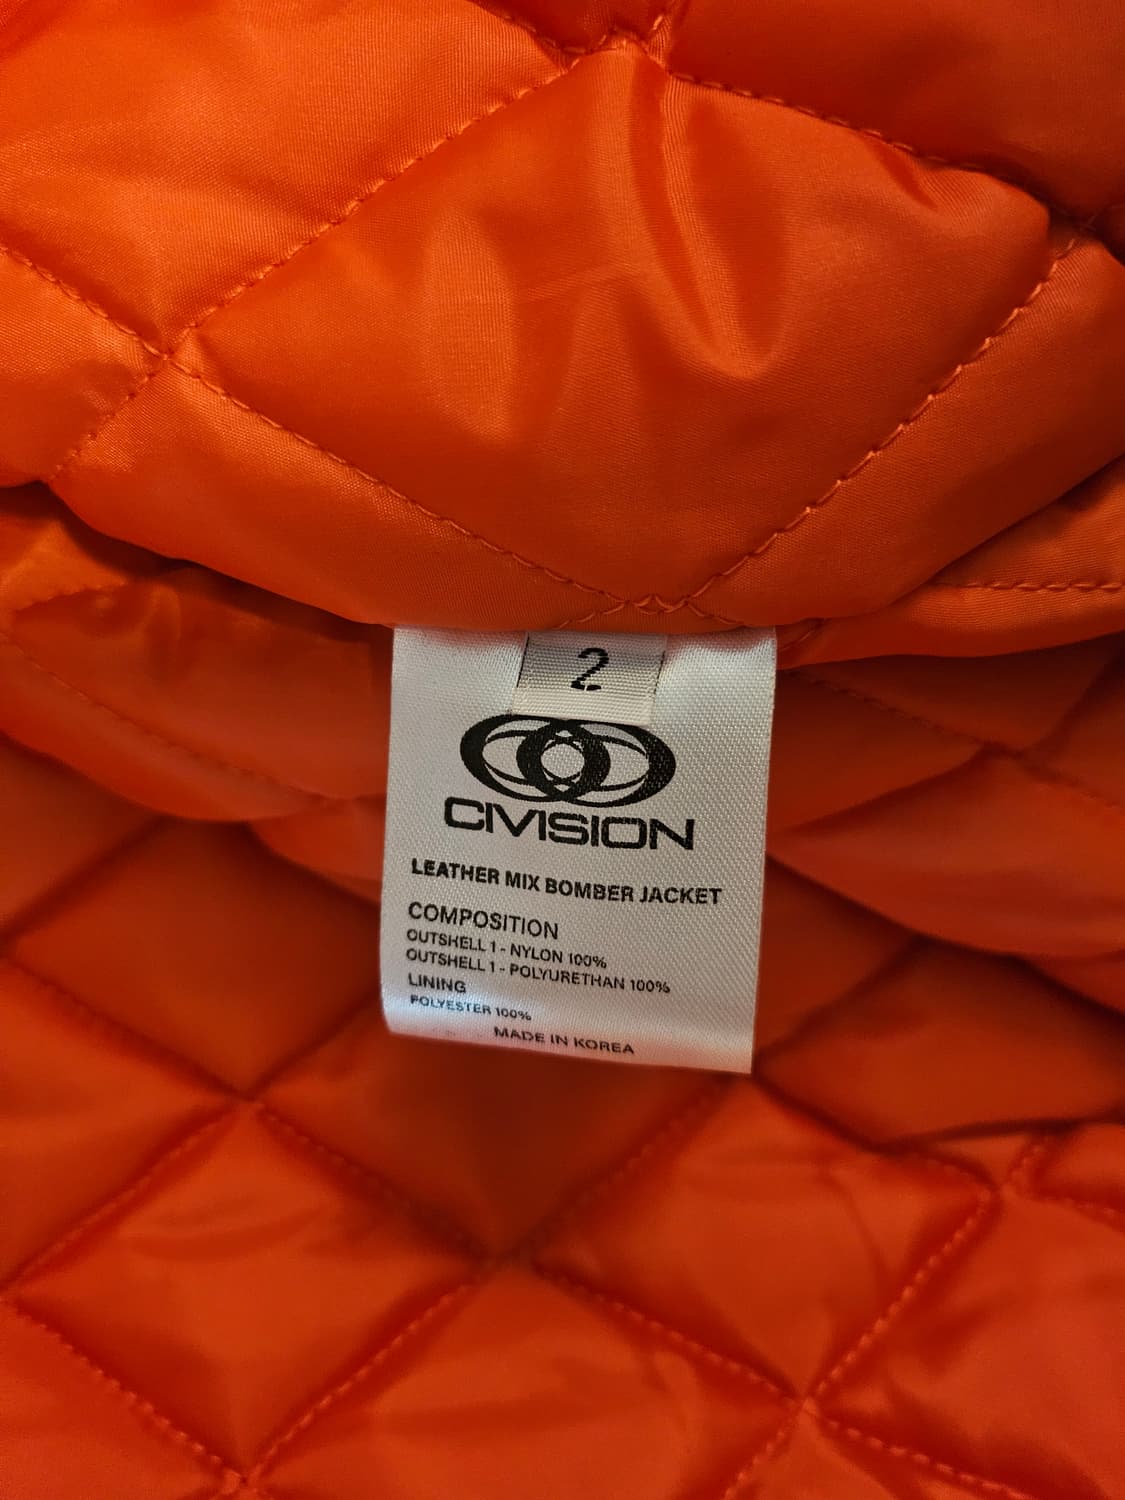 2
CIVISION
LEATHER MIX BOMBER JACKET
COMPOSITION
OUTSHELL 1 - NYLON 100%
OUTSHELL 1 - POLYURETHAN 100%
LINING
POLYESTER 100%
MADE IN KOREA